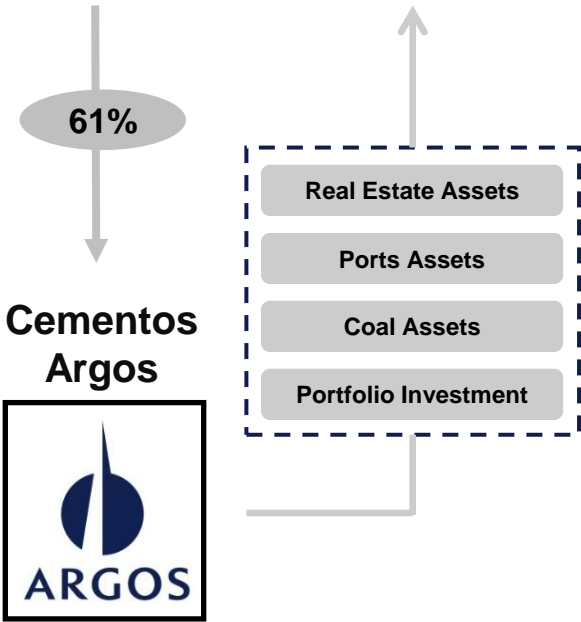 61%
Real Estate Assets
Ports Assets
Coal Assets
Portfolio Investment
Cementos
Argos
ARGOS